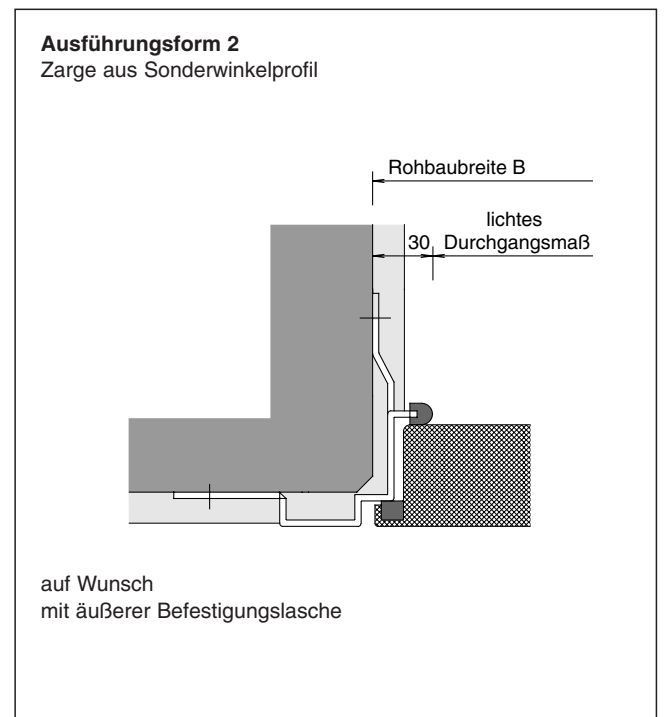 Ausführungsform 2
Zarge aus Sonderwinkelprofil
Rohbaubreite B
lichtes
30 Durchgangsmaß
auf Wunsch
mit äußerer Befestigungslasche